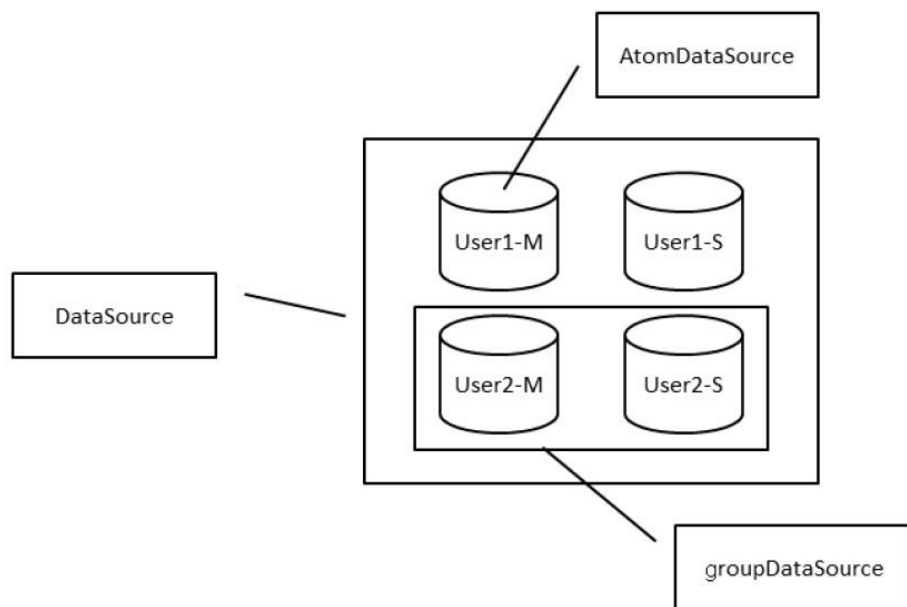 AtomDataSource
User1-M
User1-S
DataSource
User2-M
User2-S
groupDataSource